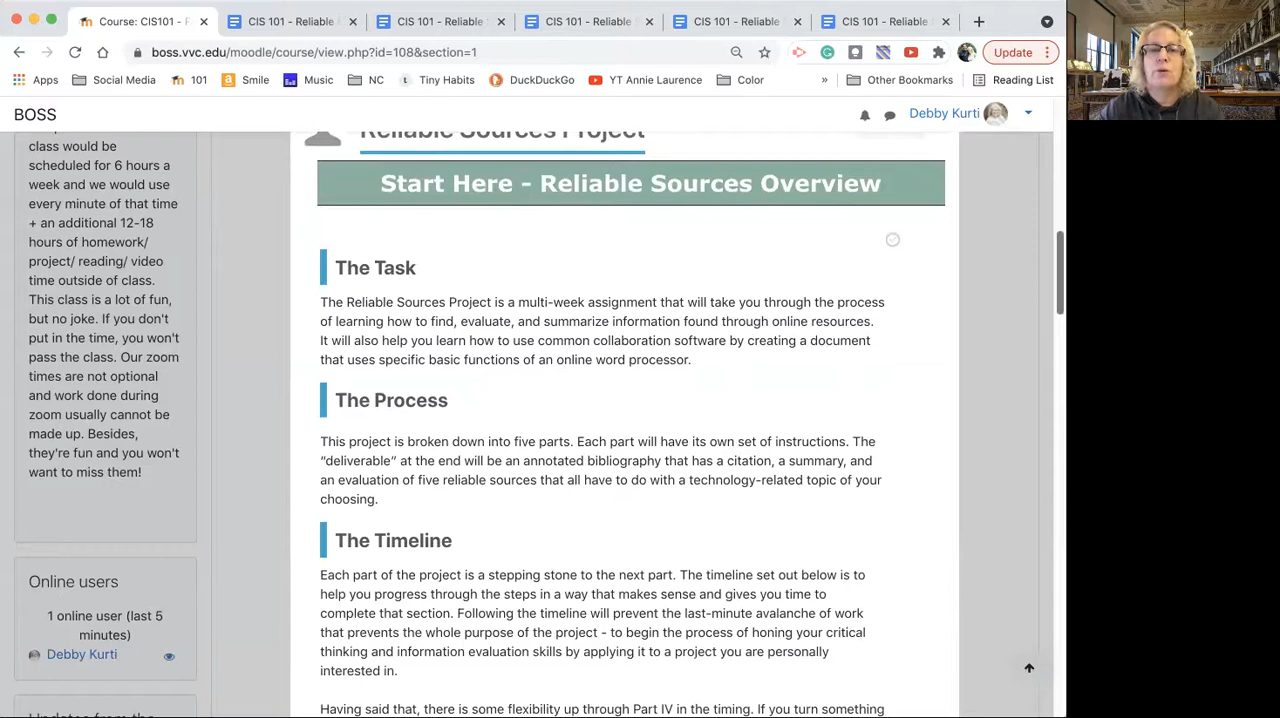 Course: CIS101 - F
CIS 101 - Reliable
CIS 101 - Reliable
CIS 101 - Reliable
CIS 101 - Reliable
CIS 101 - Reliable
boss.vvc.edu/moodle/course/view.php?id=108&section=1
Update
Apps
Social Media
101
Smile
Music
NC
Tiny Habits
DuckDuckGo
YT Annie Laurence
Color
»
Other Bookmarks
Reading List
BOSS
Debby Kurti
class would be
scheduled for 6 hours a
week and we would use
every minute of that time
+ an additional 12-18
hours of homework/
project/ reading/ video
time outside of class.
This class is a lot of fun,
but no joke. If you don't
put in the time, you won't
pass the class. Our zoom
times are not optional
and work done during
zoom usually cannot be
made up. Besides,
they're fun and you won't
want to miss them!
Online users
1 online user (last 5
minutes)
Debby Kurti
Reliable Sources Project
Start Here - Reliable Sources Overview
The Task
The Reliable Sources Project is a multi-week assignment that will take you through the process
of learning how to find, evaluate, and summarize information found through online resources.
It will also help you learn how to use common collaboration software by creating a document
that uses specific basic functions of an online word processor.
The Process
This project is broken down into five parts. Each part will have its own set of instructions. The
“deliverable” at the end will be an annotated bibliography that has a citation, a summary, and
an evaluation of five reliable sources that all have to do with a technology-related topic of your
choosing.
The Timeline
Each part of the project is a stepping stone to the next part. The timeline set out below is to
help you progress through the steps in a way that makes sense and gives you time to
complete that section. Following the timeline will prevent the last-minute avalanche of work
that prevents the whole purpose of the project - to begin the process of honing your critical
thinking and information evaluation skills by applying it to a project you are personally
interested in.
Having said that, there is some flexibility up through Part IV in the timing. If you turn something